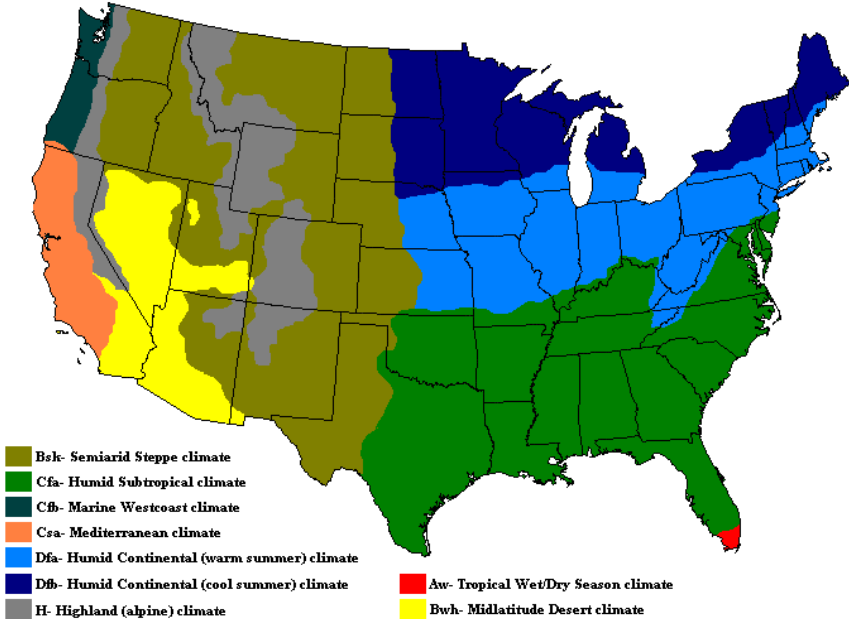 Bsk- Semiarid Steppe climate
Cfa- Humid Subtropical climate
Cfb- Marine Westcoast climate
Csa- Mediterranean climate
Dfa- Humid Continental (warm summer) climate
Dfb- Humid Continental (cool summer) climate
H- Highland (alpine) climate
Aw- Tropical Wet/Dry Season climate
Bwh- Midlatitude Desert climate